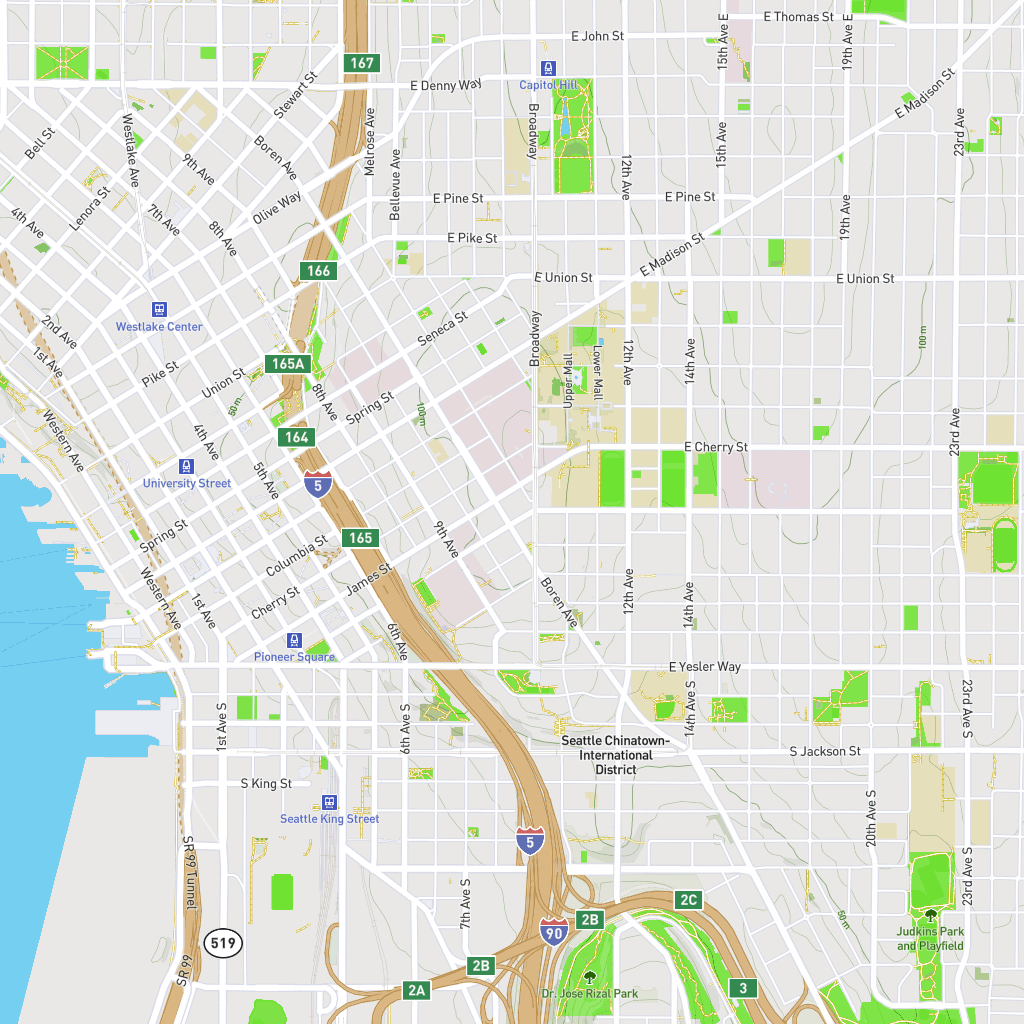 E Thomas St
15th Ave E
19th Ave E
E John St
167
Capitol Hill
E Denny Way
Stewart St
E Madison St
Bell St
Westlake Ave
Broadway
Melrose Ave
Boren Ave
9th Ave
15th Ave
23rd Ave
12th Ave
Bellevue Ave
Lenora St
E Pine St
E Pine St
Olive Way
4th Ave
7th Ave
8th Ave
19th Ave
E Pike St
E Madison St
166
E Union St
E Union St
Westlake Center
2nd Ave
Seneca St
Broadway
100 m
1st Ave
165A
12th Ave
14th Ave
Upper Mall
Lower Mall
Pike St
Union St
8th Ave
50 m
Spring St
100 m
Western Ave
4th Ave
164
E Cherry St
23rd Ave
University Street
5th Ave
5
Spring St
165
9th Ave
Columbia St
James St
Western Ave
1st Ave
Cherry St
Boren Ave
12th Ave
14th Ave
Pioneer Square
6th Ave
E Yesler Way
1st Ave S
6th Ave S
14th Ave S
23rd Ave S
Seattle Chinatown-
International
District
S Jackson St
S King St
Seattle King Street
20th Ave S
5
SR 99 Tunnel
7th Ave S
23rd Ave S
2C
2B
50 m
519
90
Judkins Park
and Playfield
SR 99
2B
2A
Dr. Jose Rizal Park
3